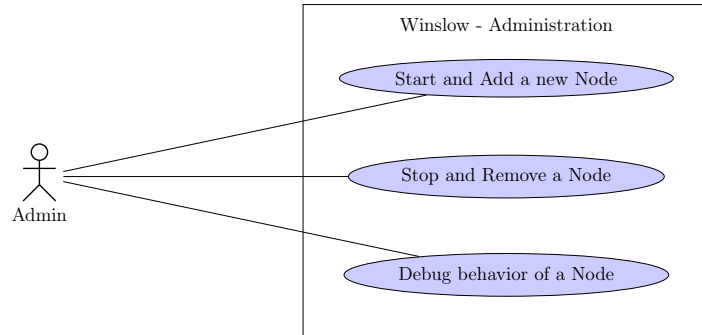 Winslow - Administration
Start and Add a new Node
Stop and Remove a Node
Admin
Debug behavior of a Node